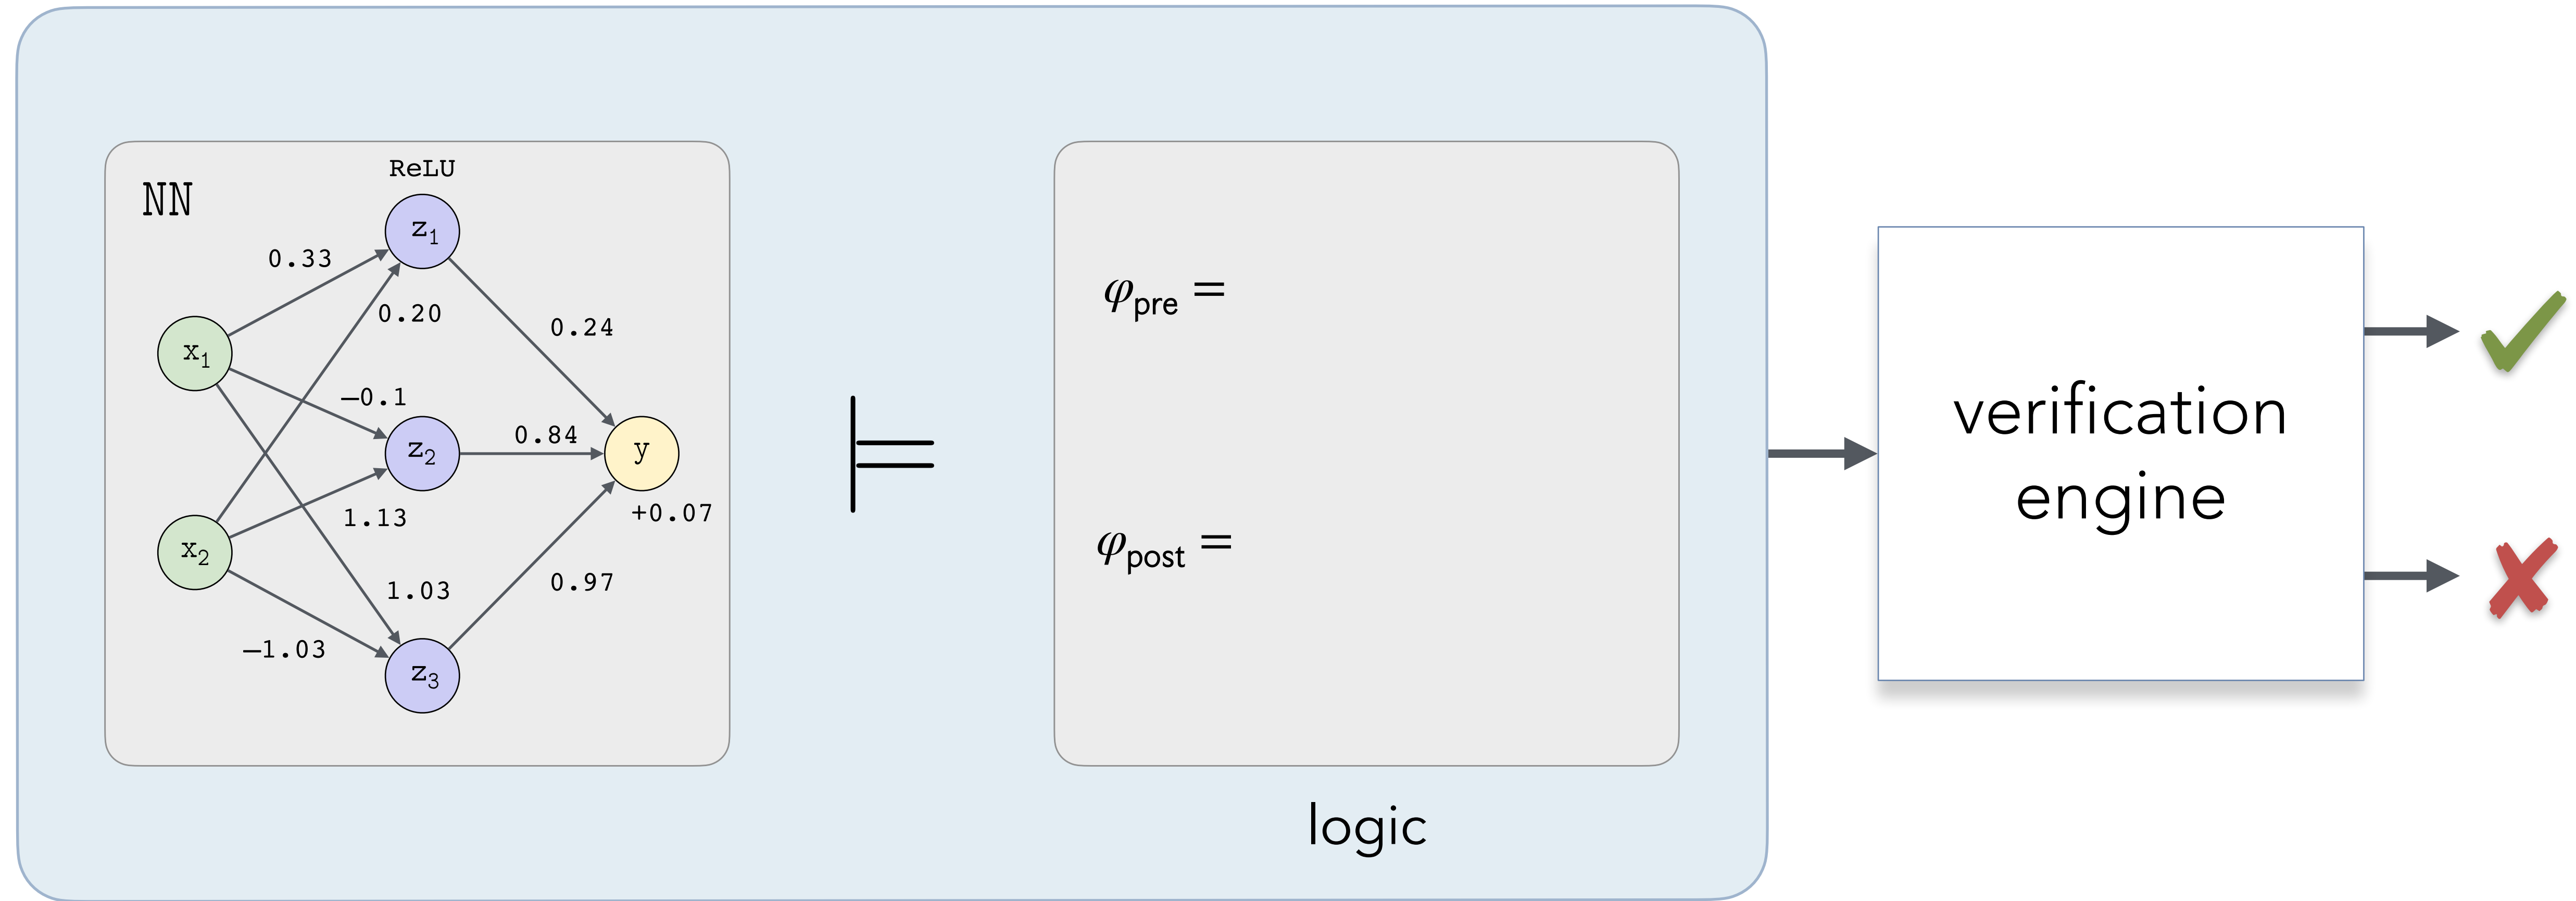 ReLU
NN
z₁
0.33
0.20
0.24
x₁
−0.1
0.84
z₂
y
+0.07
1.13
x₂
1.03
0.97
−1.03
z₃
⊨
φpre =
φpost =
logic
verification
engine